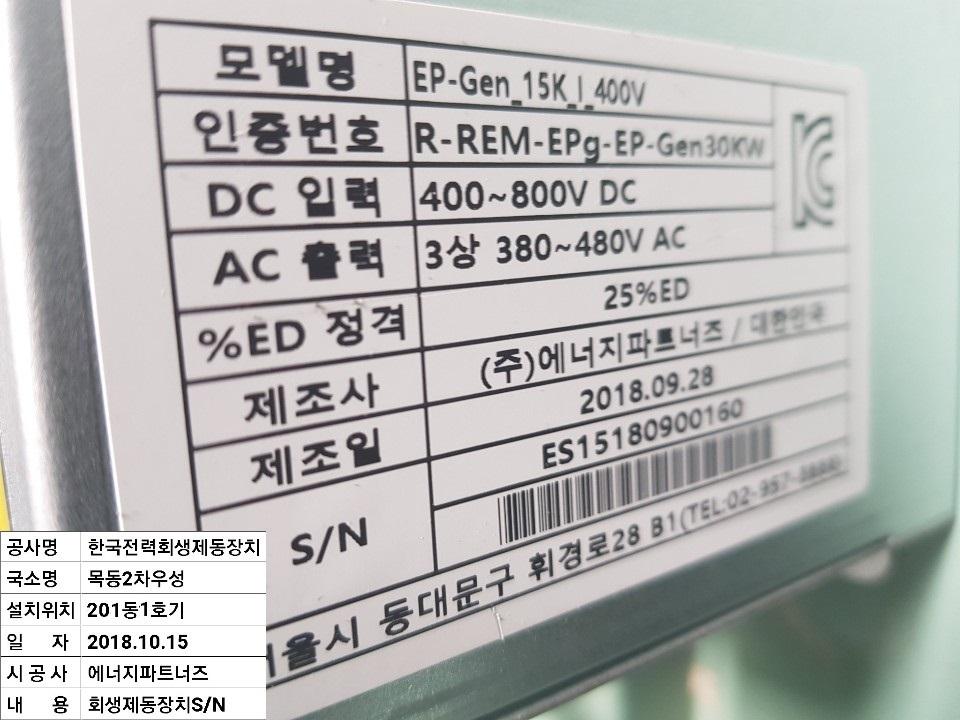 모델명 EP-Gen_15K_I_400V
인증번호 R-REM-EPg-EP-Gen30KW
DC 입력 400~800V DC
AC 출력 3상 380~480V AC
%ED 정격 25%ED
제조사 (주)에너지파트너즈 / 대한민국
제조일 2018.09.28
S/N ES15180900160
서울시 동대문구 휘경로28 B1(TEL:02-957-
공사명 한국전력회생제동장치
국소명 목동2차우성
설치위치 201동1호기
일 자 2018.10.15
시공사 에너지파트너즈
내 용 회생제동장치S/N